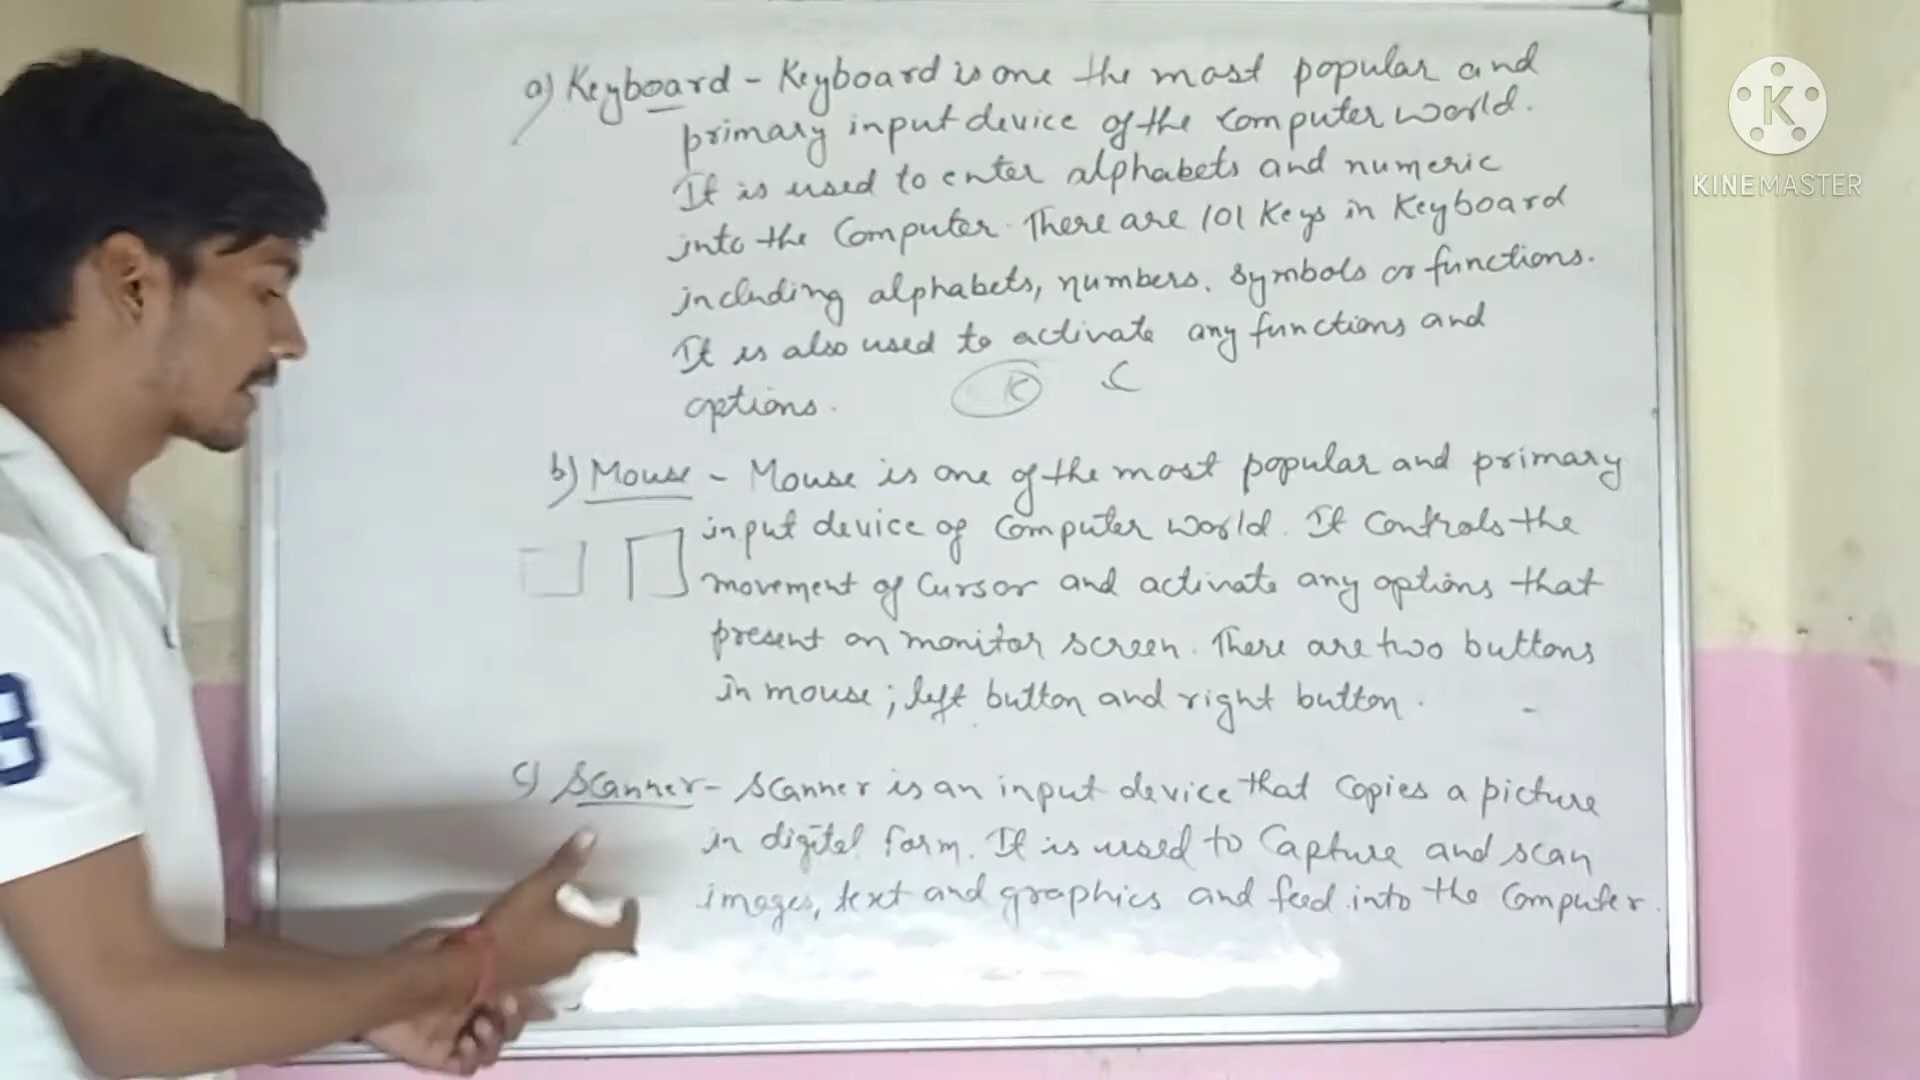 a) Keyboard - Keyboard is one the most popular and
primary input device of the computer world.
It is used to enter alphabets and numeric
into the Computer. There are 101 Keys in Keyboard
including alphabets, numbers, symbols or functions.
It is also used to activate any functions and
options.
K C
b) Mouse - Mouse is one of the most popular and primary
input device of Computer world. It Controls the
movement of Cursor and activate any options that
present on monitor screen. There are two buttons
in mouse; left button and right button.
c) Scanner - Scanner is an input device that Copies a picture
in digital form. It is used to Capture and scan
images, text and graphics and feed into the Computer.
K
KINEMASTER
3